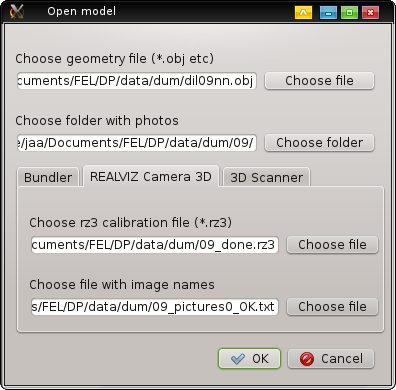 Open model
Choose geometry file (*.obj etc)
cuments/FEL/DP/data/dum/dil09nn.obj Choose file
Choose folder with photos
e/jaa/Documents/FEL/DP/data/dum/09/ Choose folder
Bundler REALVIZ Camera 3D 3D Scanner
Choose rz3 calibration file (*.rz3)
cuments/FEL/DP/data/dum/09_done.rz3 Choose file
Choose file with image names
s/FEL/DP/data/dum/09_pictures0_OK.txt Choose file
OK Cancel